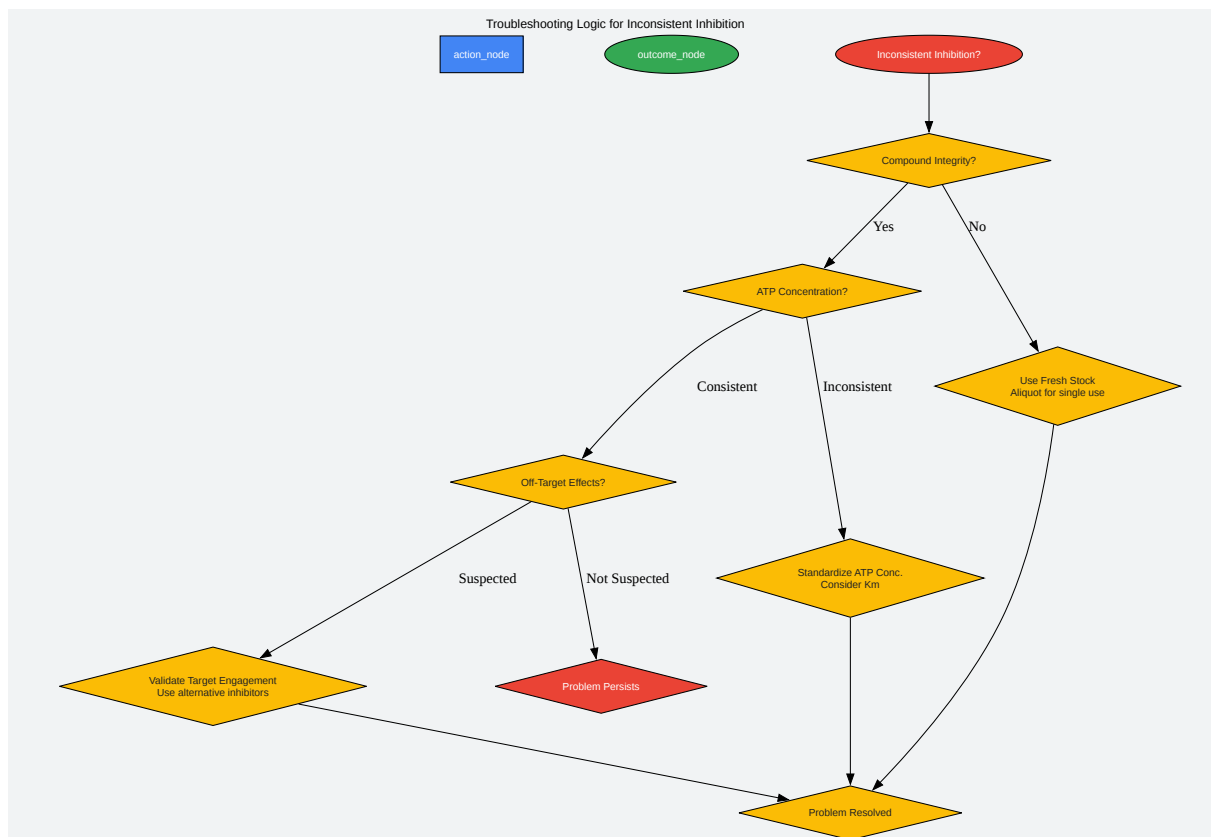 Troubleshooting Logic for Inconsistent Inhibition
action_node
outcome_node
Inconsistent Inhibition?
Compound Integrity?
Yes
No
ATP Concentration?
Use Fresh Stock
Aliquot for single use
Consistent
Inconsistent
Off-Target Effects?
Standardize ATP Conc.
Consider Km
Suspected
Not Suspected
Validate Target Engagement
Use alternative inhibitors
Problem Persists
Problem Resolved